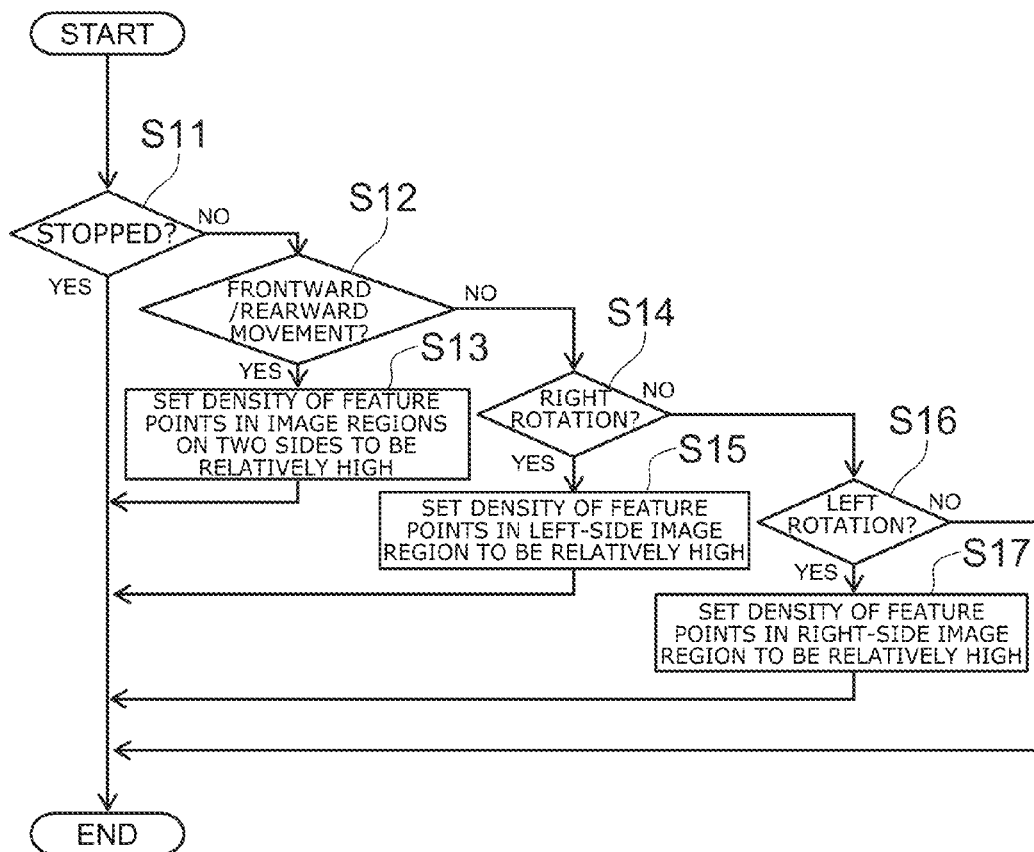 START
S11
STOPPED?
NO
YES
S12
FRONTWARD
/REARWARD
MOVEMENT?
NO
YES
S13
SET DENSITY OF FEATURE
POINTS IN IMAGE REGIONS
ON TWO SIDES TO BE
RELATIVELY HIGH
S14
RIGHT
ROTATION?
NO
YES
S15
SET DENSITY OF FEATURE
POINTS IN LEFT-SIDE IMAGE
REGION TO BE RELATIVELY HIGH
S16
LEFT
ROTATION?
NO
YES
S17
SET DENSITY OF FEATURE
POINTS IN RIGHT-SIDE IMAGE
REGION TO BE RELATIVELY HIGH
END